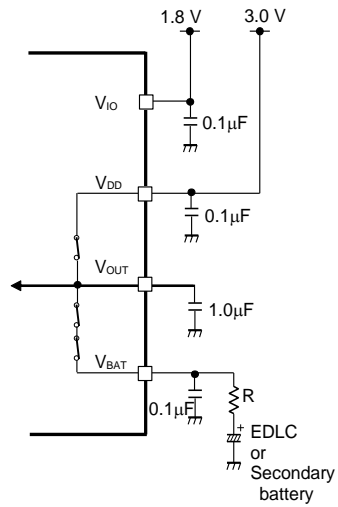 1.8 V 3.0 V
VIO
0.1μF
VDD
0.1μF
VOUT
1.0μF
VBAT
0.1μF
R
+
EDLC
or
Secondary
battery